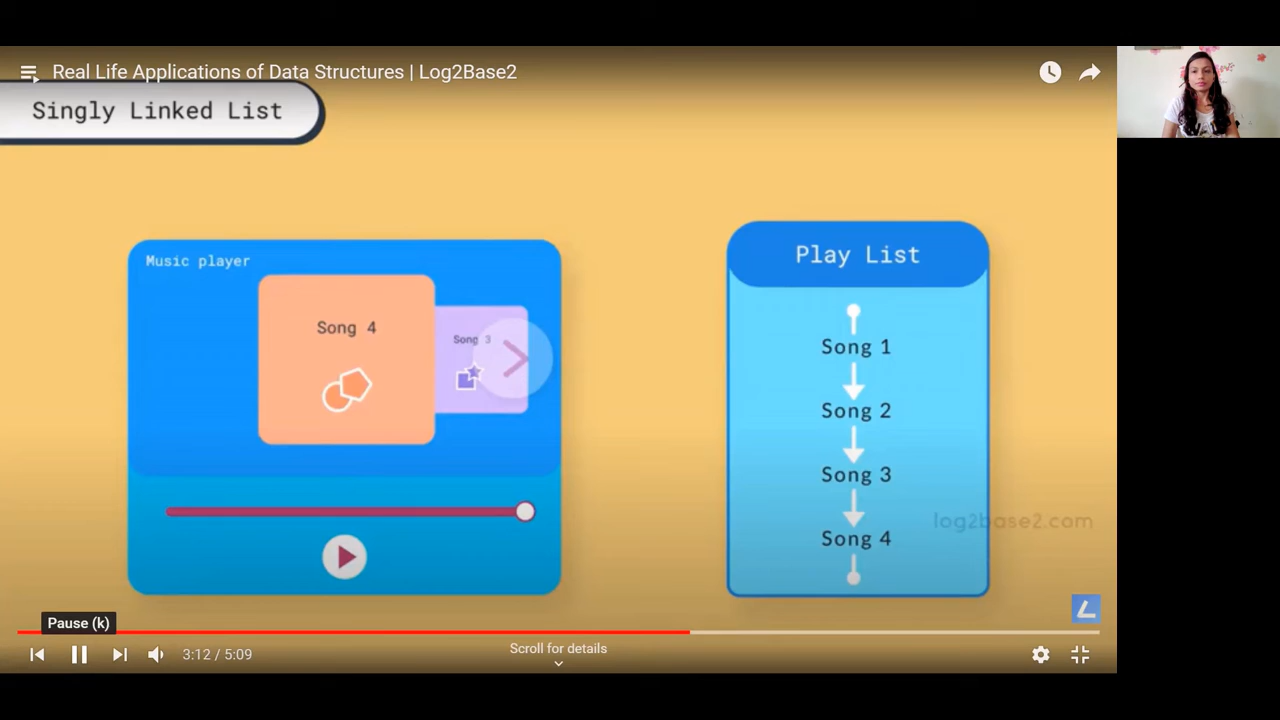 Real Life Applications of Data Structures | Log2Base2
Singly Linked List
Music player
Song 4
Song 3
Play List
Song 1
Song 2
Song 3
Song 4
log2base2.com
Pause (k)
3:12 / 5:09
Scroll for details